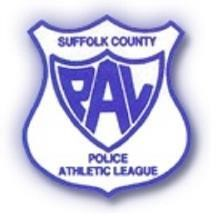 SUFFOLK COUNTY
PAL
POLICE
ATHLETIC LEAGUE